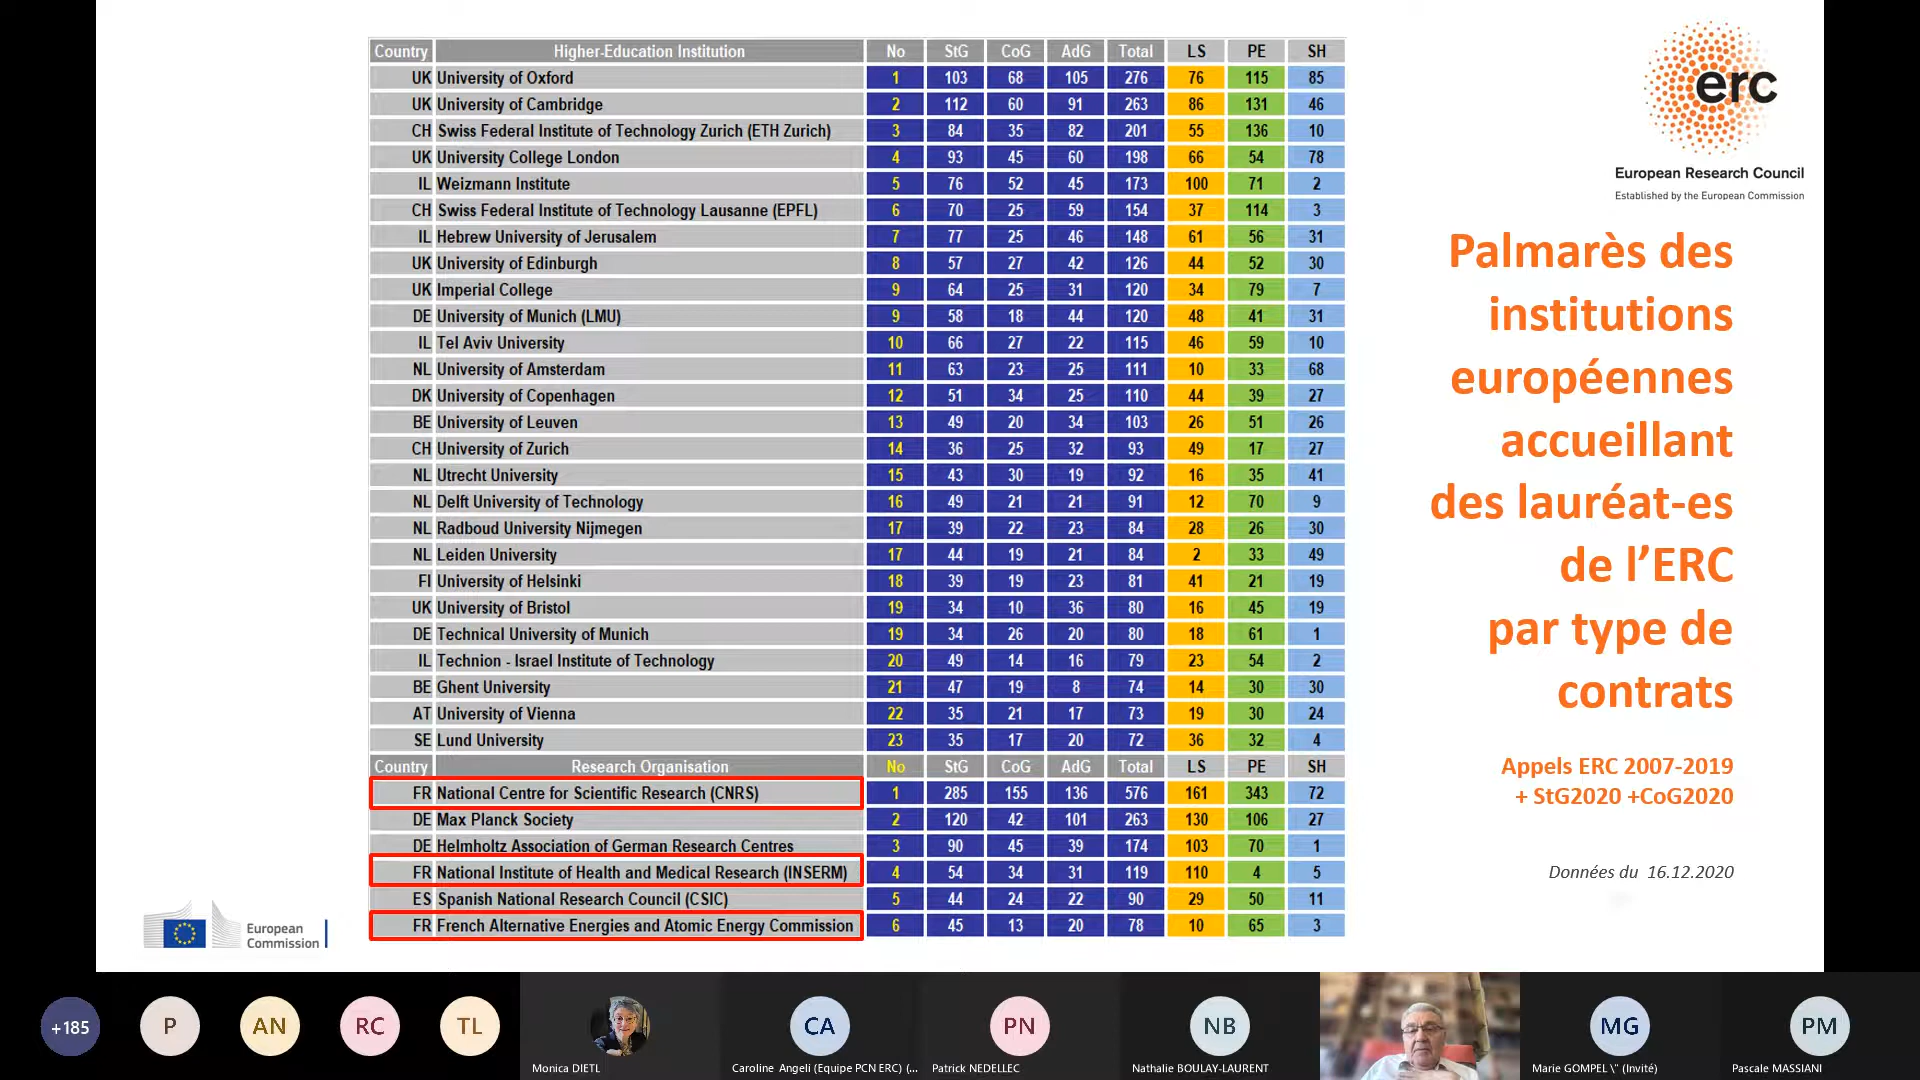 Country Higher-Education Institution No StG CoG AdG Total LS PE SH
UK University of Oxford 1 103 68 105 276 76 115 85
UK University of Cambridge 2 112 60 91 263 86 131 46
CH Swiss Federal Institute of Technology Zurich (ETH Zurich) 3 84 35 82 201 55 136 10
UK University College London 4 93 45 60 198 66 54 78
IL Weizmann Institute 5 76 52 45 173 100 71 2
CH Swiss Federal Institute of Technology Lausanne (EPFL) 6 70 25 59 154 37 114 3
IL Hebrew University of Jerusalem 7 77 25 46 148 61 56 31
UK University of Edinburgh 8 57 27 42 126 44 52 30
UK Imperial College 9 64 25 31 120 34 79 7
DE University of Munich (LMU) 9 58 18 44 120 48 41 31
IL Tel Aviv University 10 66 27 22 115 46 59 10
NL University of Amsterdam 11 63 23 25 111 10 33 68
DK University of Copenhagen 12 51 34 25 110 44 39 27
BE University of Leuven 13 49 20 34 103 26 51 26
CH University of Zurich 14 36 25 32 93 49 17 27
NL Utrecht University 15 43 30 19 92 16 35 41
NL Delft University of Technology 16 49 21 21 91 12 70 9
NL Radboud University Nijmegen 17 39 22 23 84 28 26 30
NL Leiden University 17 44 19 21 84 2 33 49
FI University of Helsinki 18 39 19 23 81 41 21 19
UK University of Bristol 19 34 10 36 80 16 45 19
DE Technical University of Munich 19 34 26 20 80 18 61 1
IL Technion - Israel Institute of Technology 20 49 14 16 79 23 54 2
BE Ghent University 21 47 19 8 74 14 30 30
AT University of Vienna 22 35 21 17 73 19 30 24
SE Lund University 23 35 17 20 72 36 32 4
Country Research Organisation No StG CoG AdG Total LS PE SH
FR National Centre for Scientific Research (CNRS) 1 285 155 136 576 161 343 72
DE Max Planck Society 2 120 42 101 263 130 106 27
DE Helmholtz Association of German Research Centres 3 90 45 39 174 103 70 1
FR National Institute of Health and Medical Research (INSERM) 4 54 34 31 119 110 4 5
ES Spanish National Research Council (CSIC) 5 44 24 22 90 29 50 11
FR French Alternative Energies and Atomic Energy Commission 6 45 13 20 78 10 65 3
erc
European Research Council
Established by the European Commission
Palmarès des
institutions
européennes
accueillant
des lauréat-es
de l’ERC
par type de
contrats
Appels ERC 2007-2019
+ StG2020 +CoG2020
Données du 16.12.2020
European
Commission
+185
P
AN
RC
TL
Monica DIETL
CA
Caroline Angeli (Equipe PCN ERC) (...
PN
Patrick NEDELLEC
NB
Nathalie BOULAY-LAURENT
MG
Marie GOMPEL \" (Invité)
PM
Pascale MASSIANI